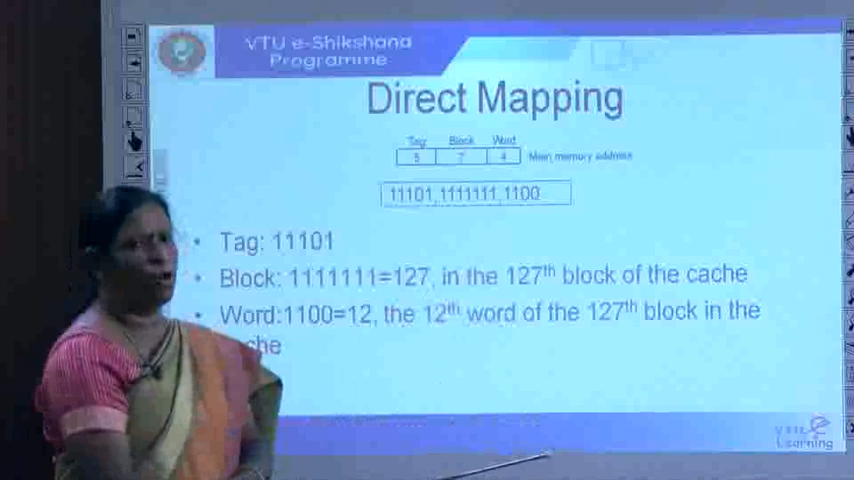 VTU e-Shikshana
Programme
Direct Mapping
Tag Block Word
5 7 4 Main memory address
11101,1111111,1100
• Tag: 11101
• Block: 1111111=127, in the 127th block of the cache
• Word:1100=12, the 12th word of the 127th block in the
che
VTU e
Learning